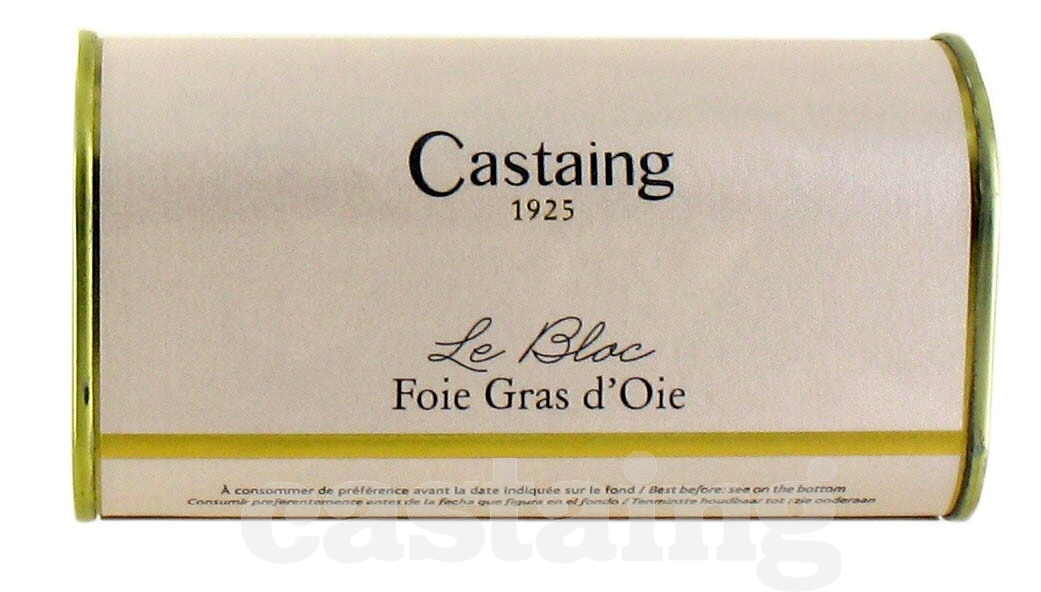 Castaing
1925
Le Bloc
Foie Gras d'Oie
À consommer de préférence avant la date indiquée sur le fond / Best before: see on the bottom
Consumir preferentemente antes de la fecha que figura en el fondo / Tenminste houdbaar tot : zie onderaan
castaing